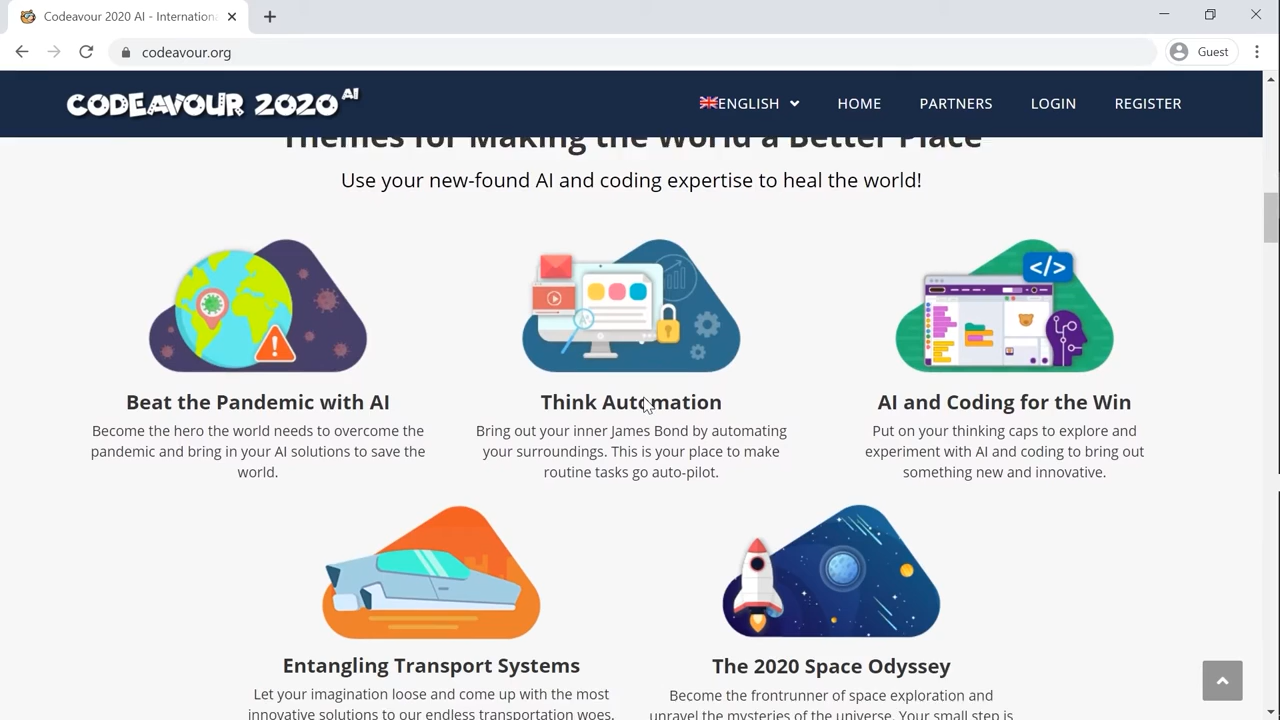 Codeavour 2020 AI - Internationa
codeavour.org
Guest
CODEAVOUR 2020 AI
ENGLISH
HOME
PARTNERS
LOGIN
REGISTER
Themes for Making the World a Better Place
Use your new-found AI and coding expertise to heal the world!
</>
Beat the Pandemic with AI
Become the hero the world needs to overcome the
pandemic and bring in your AI solutions to save the
world.
Think Automation
Bring out your inner James Bond by automating
your surroundings. This is your place to make
routine tasks go auto-pilot.
AI and Coding for the Win
Put on your thinking caps to explore and
experiment with AI and coding to bring out
something new and innovative.
Entangling Transport Systems
Let your imagination loose and come up with the most
innovative solutions to our endless transportation woes.
The 2020 Space Odyssey
Become the frontrunner of space exploration and
unravel the mysteries of the universe. Your small step is